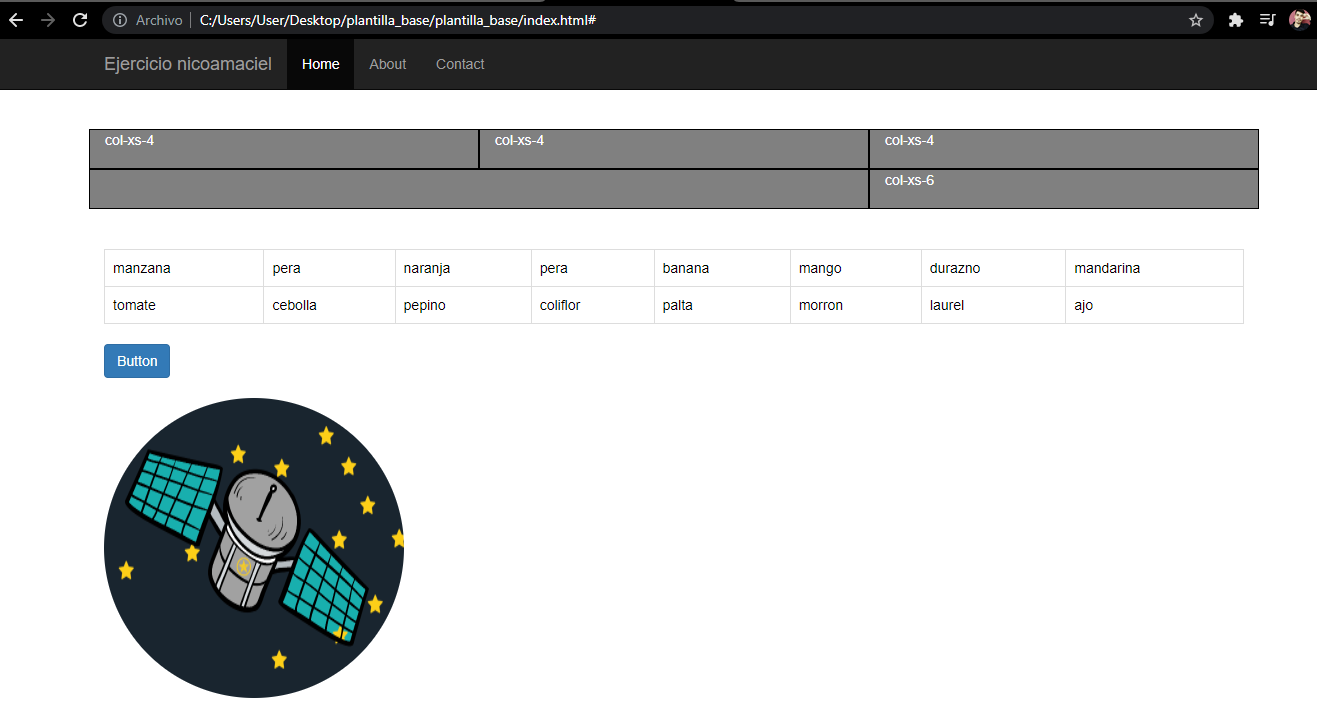 Archivo | C:/Users/User/Desktop/plantilla_base/plantilla_base/index.html#
Ejercicio nicoamaciel Home About Contact
col-xs-4 col-xs-4 col-xs-4
col-xs-6
manzana pera naranja pera banana mango durazno mandarina
tomate cebolla pepino coliflor palta morron laurel ajo
Button